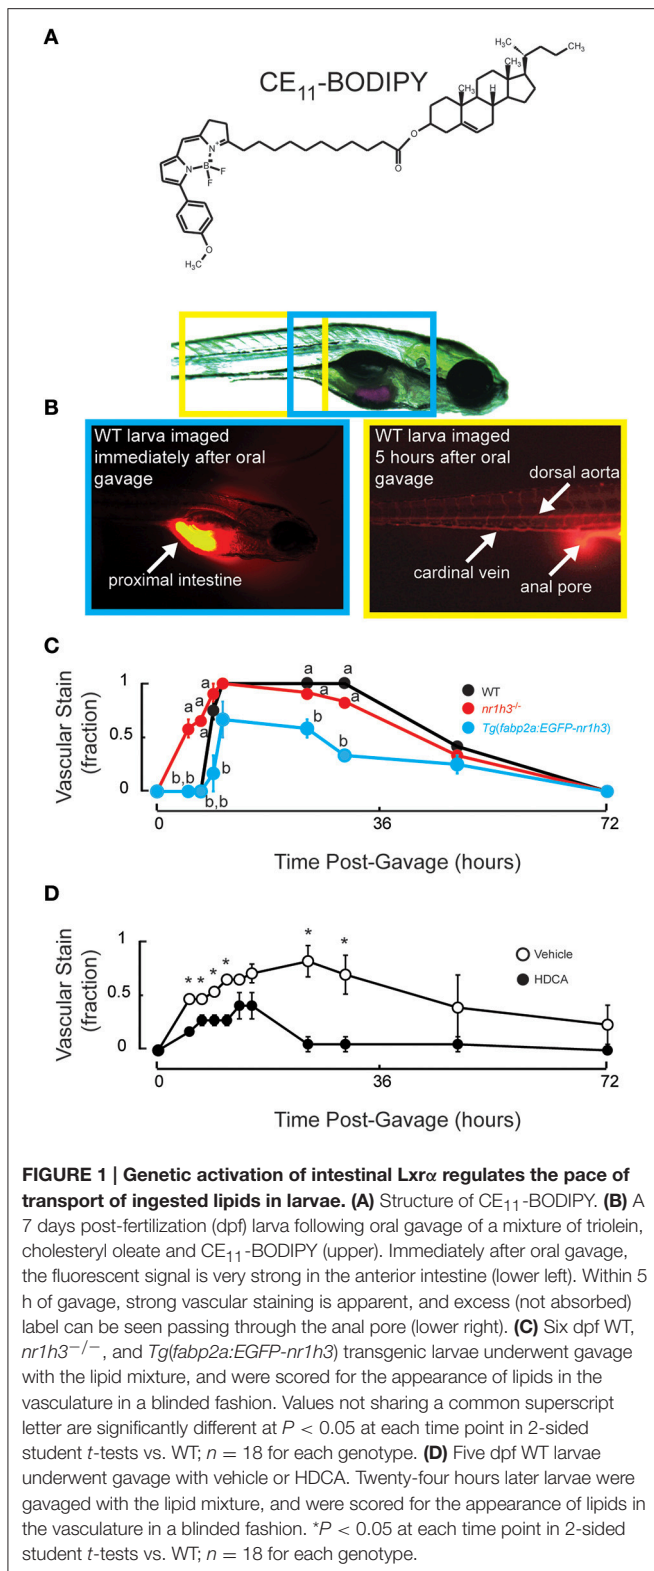 A
CE11-BODIPY
H₃C
CH₃
CH₃
CH₃
H
O
O
N
N
B
F
F
O
H₃C
B
WT larva imaged
immediately after oral
gavage
proximal intestine
WT larva imaged
5 hours after oral
gavage
dorsal aorta
cardinal vein
anal pore
C
Vascular Stain
(fraction)
1
0.5
0
a
a
a
a
a
a
a
a
b,b
b,b
b
b
b
WT
nr1h3-/-
Tg(fabp2a:EGFP-nr1h3)
0
36
72
Time Post-Gavage (hours)
D
Vascular Stain
(fraction)
1
0.5
0
* * * *
* *
Vehicle
HDCA
0
36
72
Time Post-Gavage (hours)
FIGURE 1 | Genetic activation of intestinal Lxrα regulates the pace of
transport of ingested lipids in larvae. (A) Structure of CE11-BODIPY. (B) A
7 days post-fertilization (dpf) larva following oral gavage of a mixture of triolein,
cholesteryl oleate and CE11-BODIPY (upper). Immediately after oral gavage,
the fluorescent signal is very strong in the anterior intestine (lower left). Within 5
h of gavage, strong vascular staining is apparent, and excess (not absorbed)
label can be seen passing through the anal pore (lower right). (C) Six dpf WT,
nr1h3−/−, and Tg(fabp2a:EGFP-nr1h3) transgenic larvae underwent gavage
with the lipid mixture, and were scored for the appearance of lipids in the
vasculature in a blinded fashion. Values not sharing a common superscript
letter are significantly different at P < 0.05 at each time point in 2-sided
student t-tests vs. WT; n = 18 for each genotype. (D) Five dpf WT larvae
underwent gavage with vehicle or HDCA. Twenty-four hours later larvae were
gavaged with the lipid mixture, and were scored for the appearance of lipids in
the vasculature in a blinded fashion. *P < 0.05 at each time point in 2-sided
student t-tests vs. WT; n = 18 for each genotype.